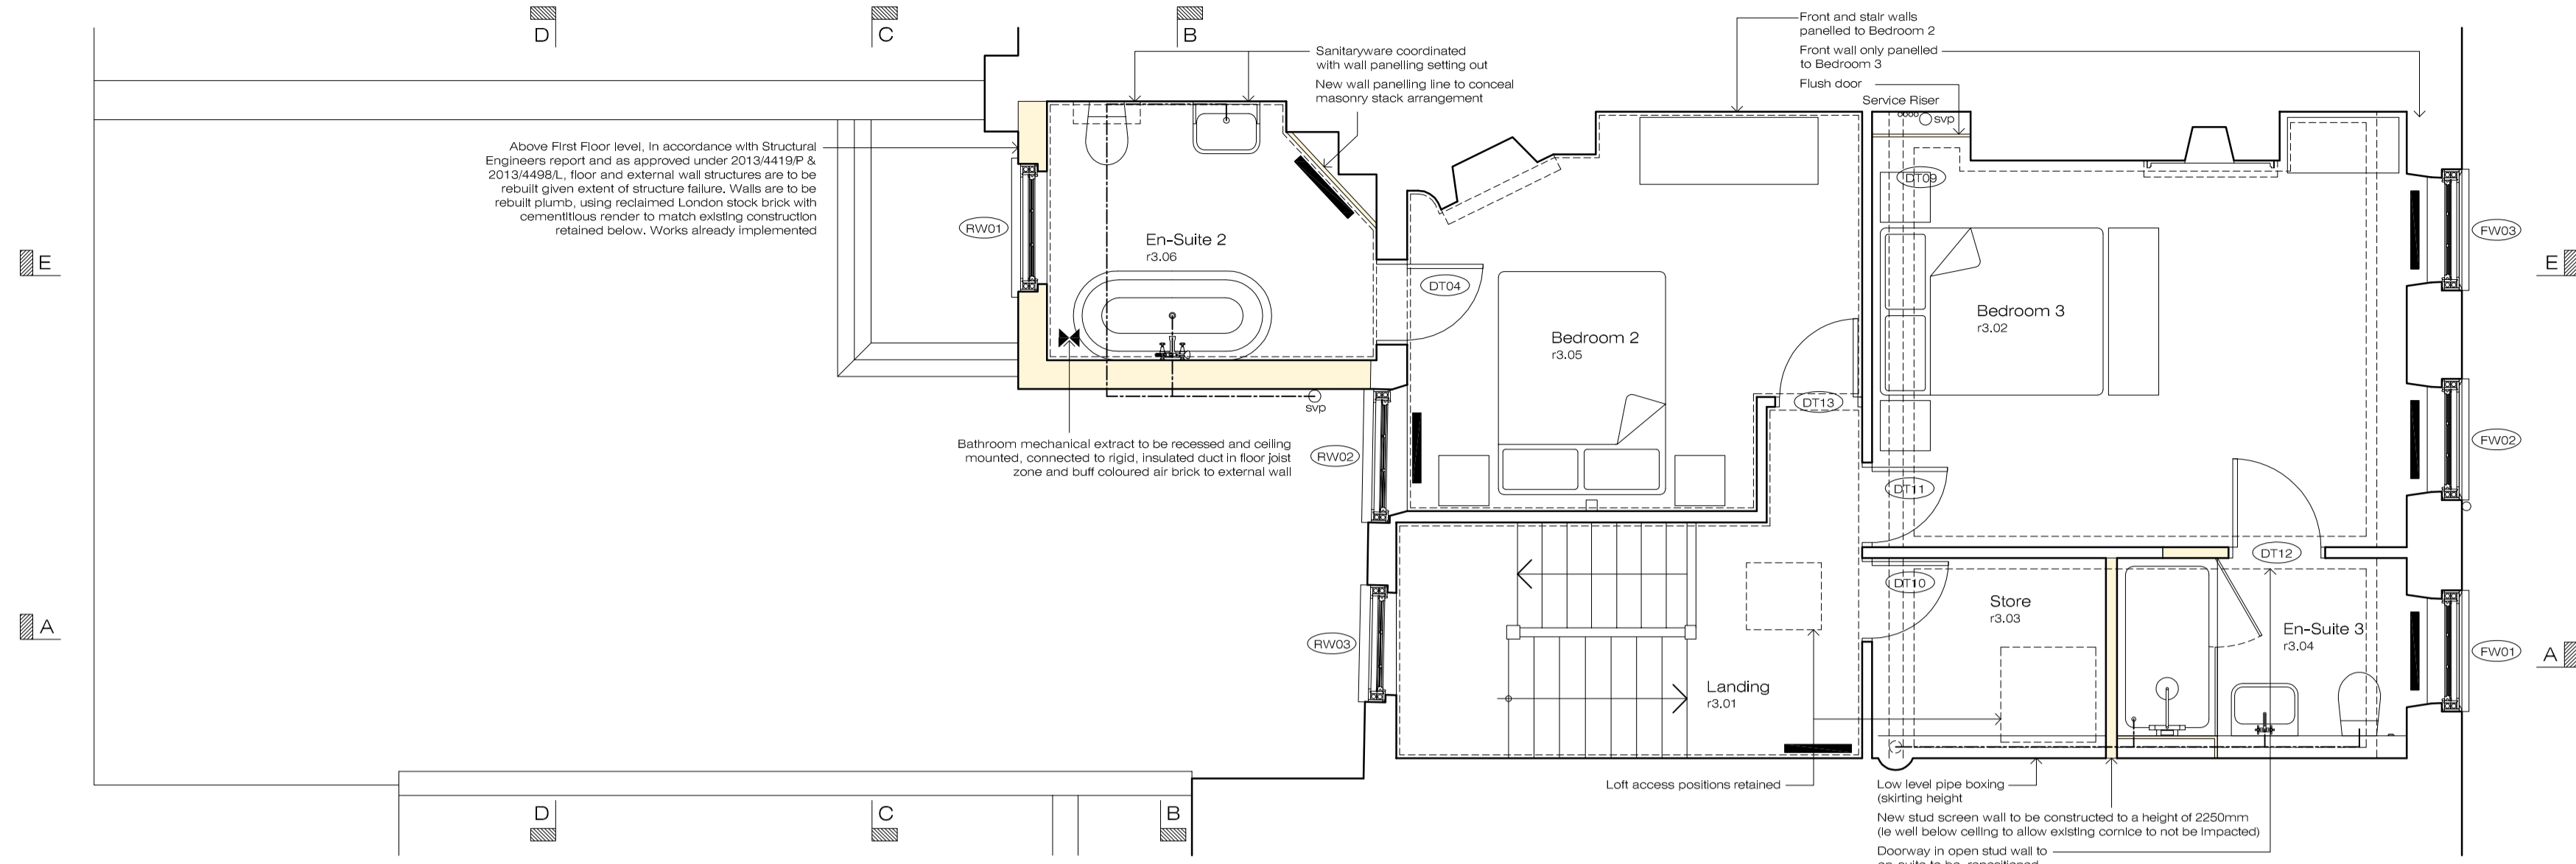 D
C
B
Front and stair walls
panelled to Bedroom 2
Front wall only panelled
to Bedroom 3
Flush door
Service Riser
svp
Sanitaryware coordinated
with wall panelling setting out
New wall panelling line to conceal
masonry stack arrangement
Above First Floor level, in accordance with Structural
Engineers report and as approved under 2013/4419/P &
2013/4498/L, floor and external wall structures are to be
rebuilt given extent of structure failure. Walls are to be
rebuilt plumb, using reclaimed London stock brick with
cementitious render to match existing construction
retained below. Works already implemented
RW01
En-Suite 2
r3.06
DT04
DT09
FW03
E
E
Bedroom 2
r3.05
Bedroom 3
r3.02
svp
DT13
Bathroom mechanical extract to be recessed and ceiling
mounted, connected to rigid, insulated duct in floor joist
zone and buff coloured air brick to external wall
RW02
FW02
DT11
DT12
DT10
Store
r3.03
En-Suite 3
r3.04
A
RW03
FW01
A
Landing
r3.01
Loft access positions retained
Low level pipe boxing
(skirting height
New stud screen wall to be constructed to a height of 2250mm
(ie well below ceiling to allow existing cornice to not be impacted)
Doorway in open stud wall to
en-suite to be repositioned
D
C
B